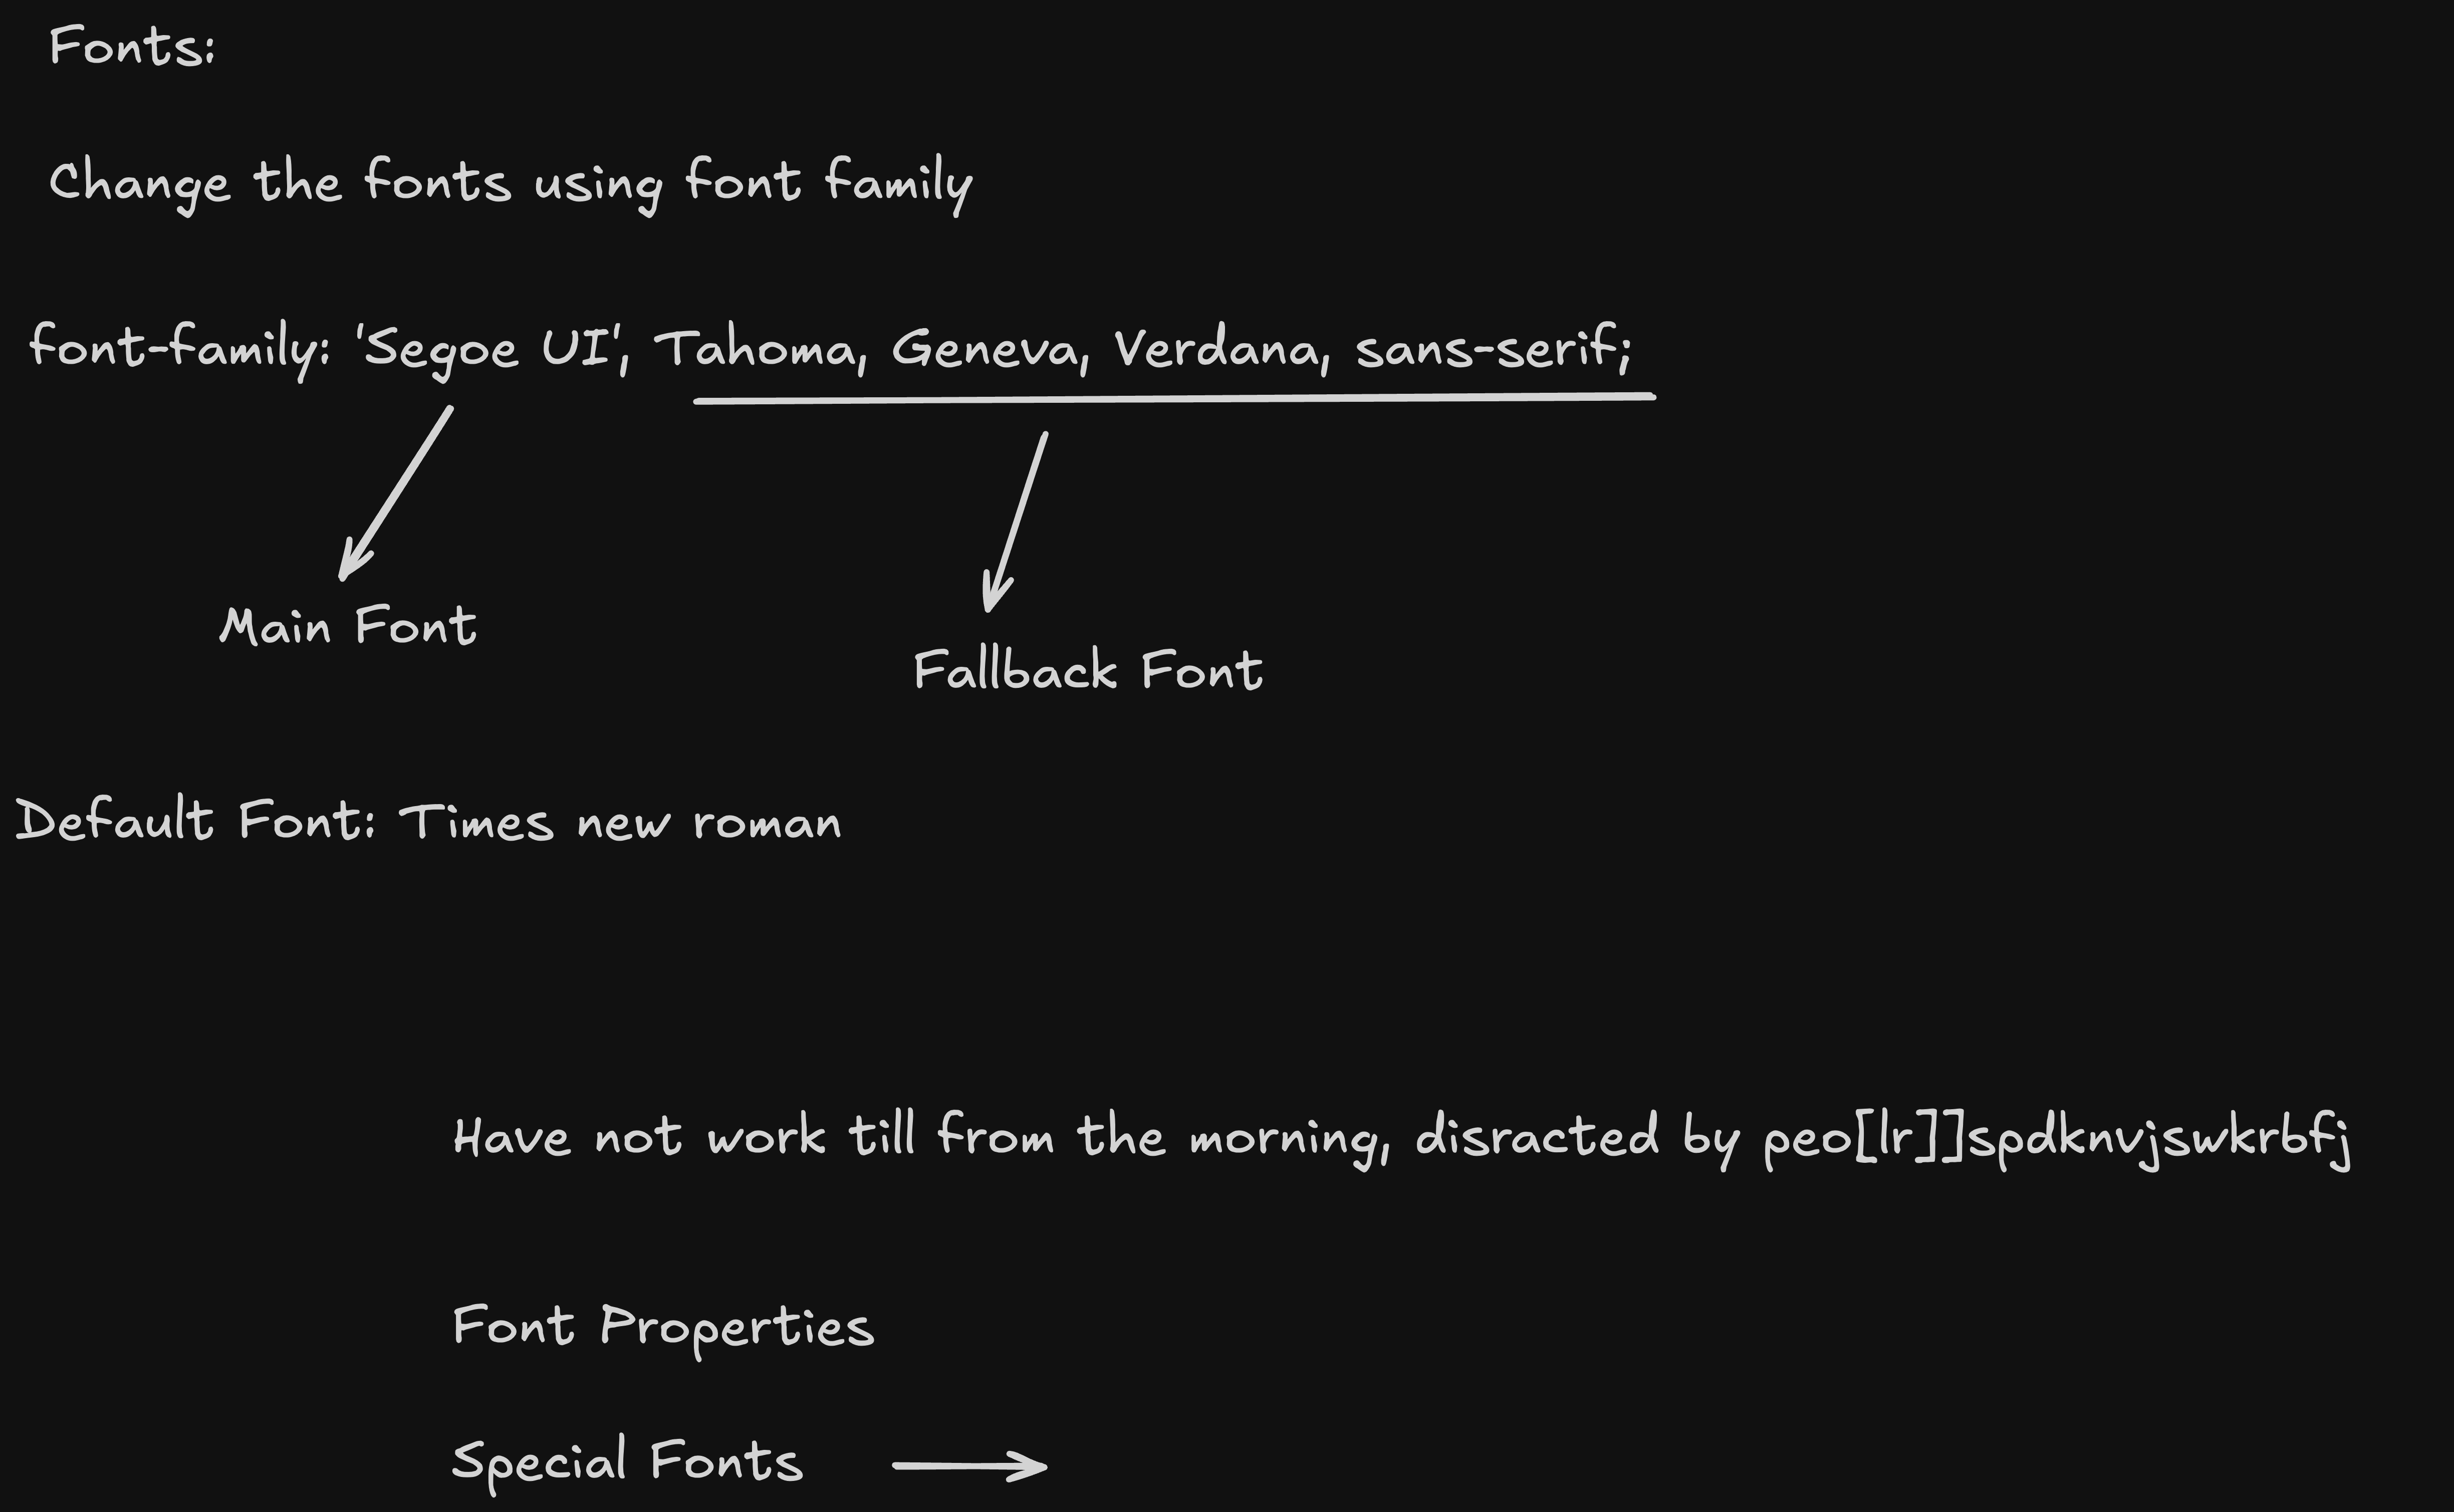 Fonts:
Change the fonts using font family
font-family: 'Segoe UI', Tahoma, Geneva, Verdana, sans-serif;
Main Font
Fallback Font
Default Font: Times new roman
Have not work till from the morning, disracted by peo[lr]]spdknvjswkrbfj
Font Properties
Special Fonts